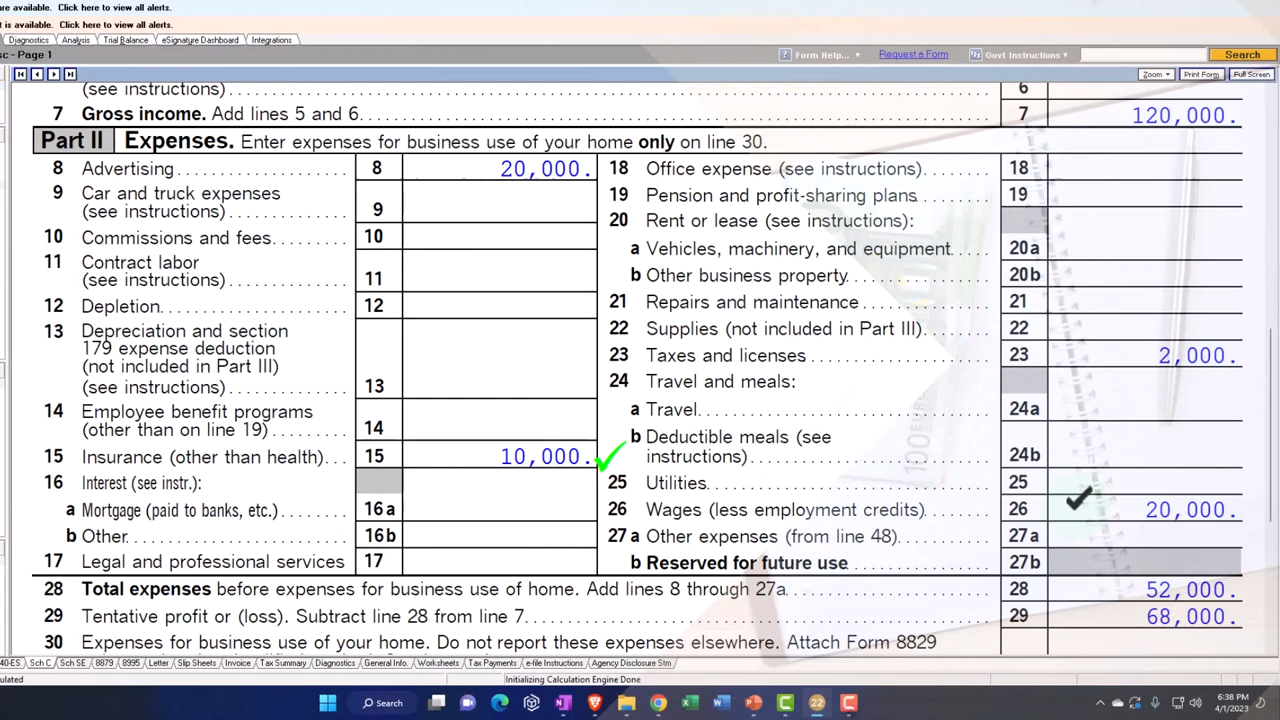 are available. Click here to view all alerts.
t is available. Click here to view all alerts.
Diagnostics Analysis Trial Balance eSignature Dashboard Integrations
sc - Page 1 Form Help... Request a Form Govt Instructions Search
Zoom Print Form Full Screen
(see instructions) 6
7 Gross income. Add lines 5 and 6 7 120,000.
Part II Expenses. Enter expenses for business use of your home only on line 30.
8 Advertising 8 20,000.
9 Car and truck expenses
(see instructions) 9
10 Commissions and fees 10
11 Contract labor
(see instructions) 11
12 Depletion 12
13 Depreciation and section
179 expense deduction
(not included in Part III)
(see instructions) 13
14 Employee benefit programs
(other than on line 19) 14
15 Insurance (other than health) 15 10,000.
16 Interest (see instr.):
a Mortgage (paid to banks, etc.) 16a
b Other 16b
17 Legal and professional services 17
18 Office expense (see instructions) 18
19 Pension and profit-sharing plans 19
20 Rent or lease (see instructions):
a Vehicles, machinery, and equipment 20a
b Other business property 20b
21 Repairs and maintenance 21
22 Supplies (not included in Part III) 22
23 Taxes and licenses 23 2,000.
24 Travel and meals:
a Travel 24a
b Deductible meals (see
instructions) 24b
25 Utilities 25
26 Wages (less employment credits) 26 20,000.
27a Other expenses (from line 48) 27a
b Reserved for future use 27b
28 Total expenses before expenses for business use of home. Add lines 8 through 27a 28 52,000.
29 Tentative profit or (loss). Subtract line 28 from line 7 29 68,000.
30 Expenses for business use of your home. Do not report these expenses elsewhere. Attach Form 8829
40-ES Sch C Sch SE 8879 8995 Letter Slip Sheets Invoice Tax Summary Diagnostics General Info. Worksheets Tax Payments e-file Instructions Agency Disclosure Stm
ulated Initializing Calculation Engine Done
Search 22 6:38 PM
4/1/2023